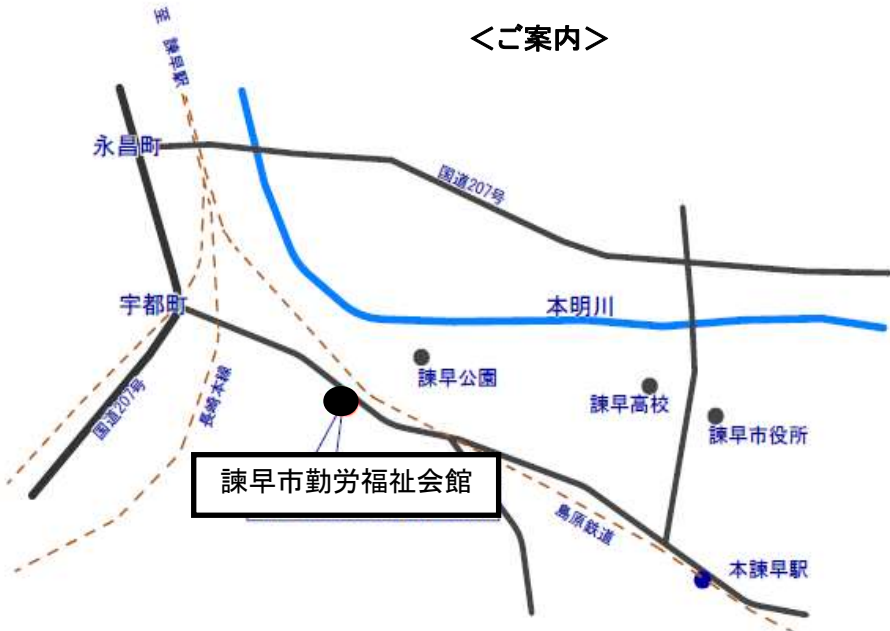 ＜ご案内＞
至 諫早駅
永昌町
国道207号
宇都町
本明川
諫早公園
諫早高校
諫早市役所
国道207号
長崎本線
諫早市勤労福祉会館
島原鉄道
本諫早駅